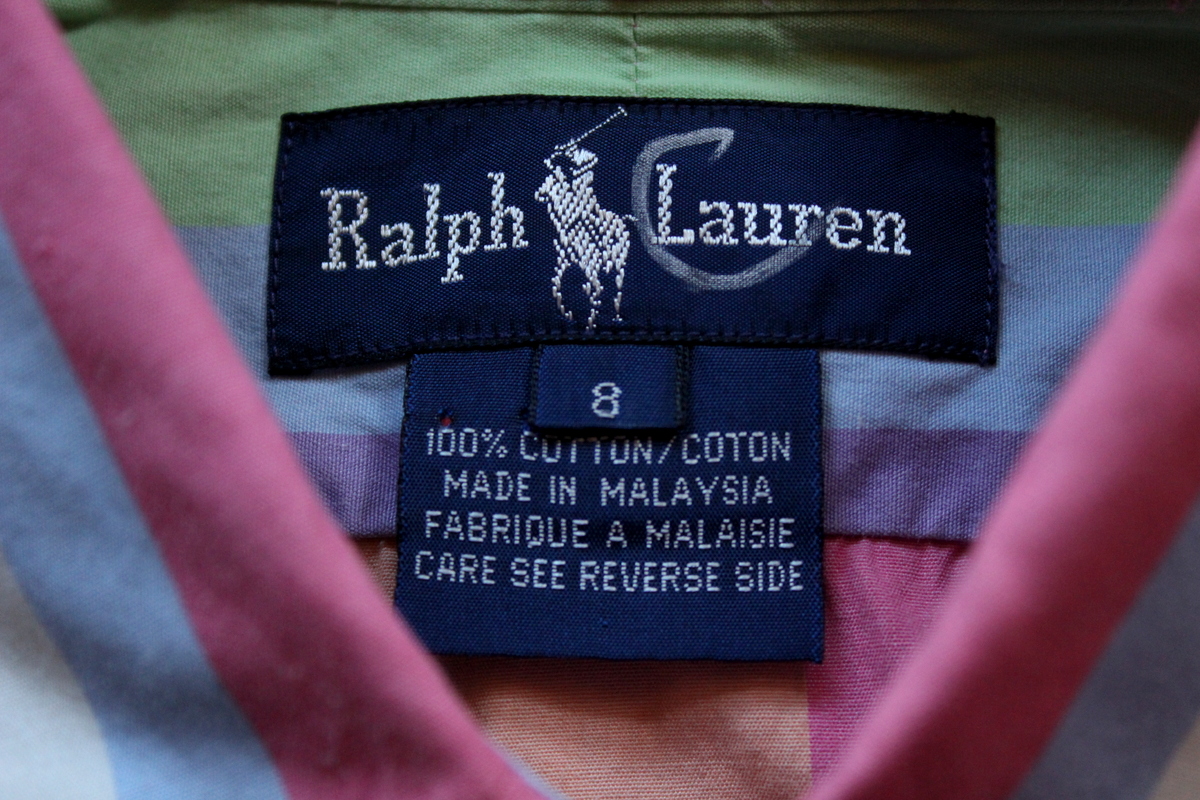 Ralph Lauren
C
8
100% COTTON/COTON
MADE IN MALAYSIA
FABRIQUE A MALAISIE
CARE SEE REVERSE SIDE